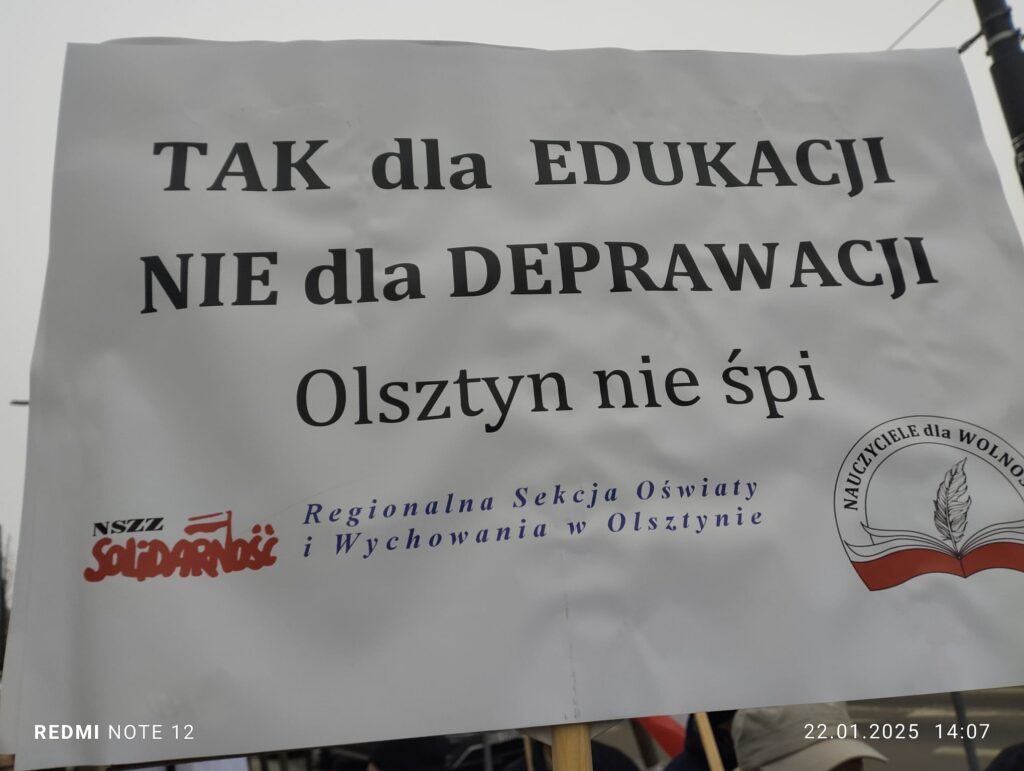 TAK dla EDUKACJI
NIE dla DEPRAWACJI
Olsztyn nie śpi
NSZZ
SOLIDARNOŚĆ
Regionalna Sekcja Oświaty
i Wychowania w Olsztynie
NAUCZYCIELE dla WOLNOŚ
REDMI NOTE 12
22.01.2025 14:07